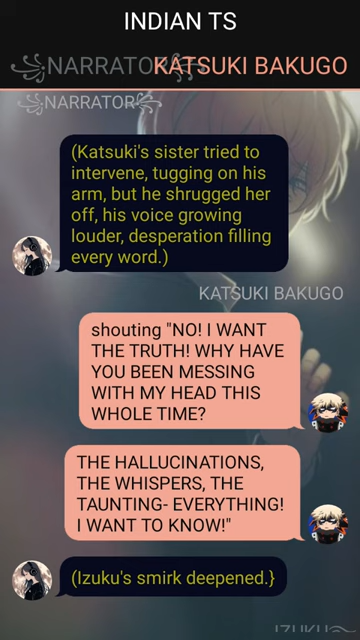 INDIAN TS
꧁NARRATOR꧂ KATSUKI BAKUGO
꧁NARRATOR꧂
(Katsuki's sister tried to
intervene, tugging on his
arm, but he shrugged her
off, his voice growing
louder, desperation filling
every word.)
KATSUKI BAKUGO
shouting "NO! I WANT
THE TRUTH! WHY HAVE
YOU BEEN MESSING
WITH MY HEAD THIS
WHOLE TIME?
THE HALLUCINATIONS,
THE WHISPERS, THE
TAUNTING- EVERYTHING!
I WANT TO KNOW!"
(Izuku's smirk deepened.}
IZUKU